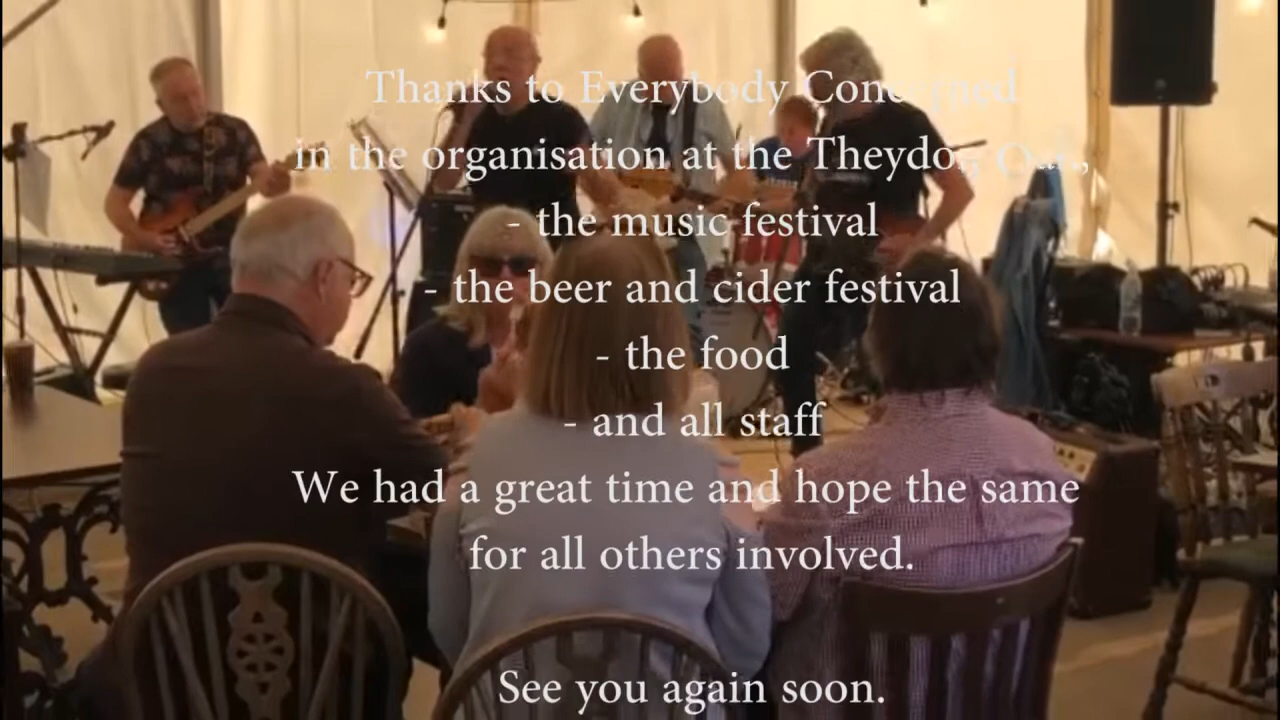 Thanks to Everybody Concerned
in the organisation at the Theydon Oak,
- the music festival
- the beer and cider festival
- the food
- and all staff
We had a great time and hope the same
for all others involved.
See you again soon.